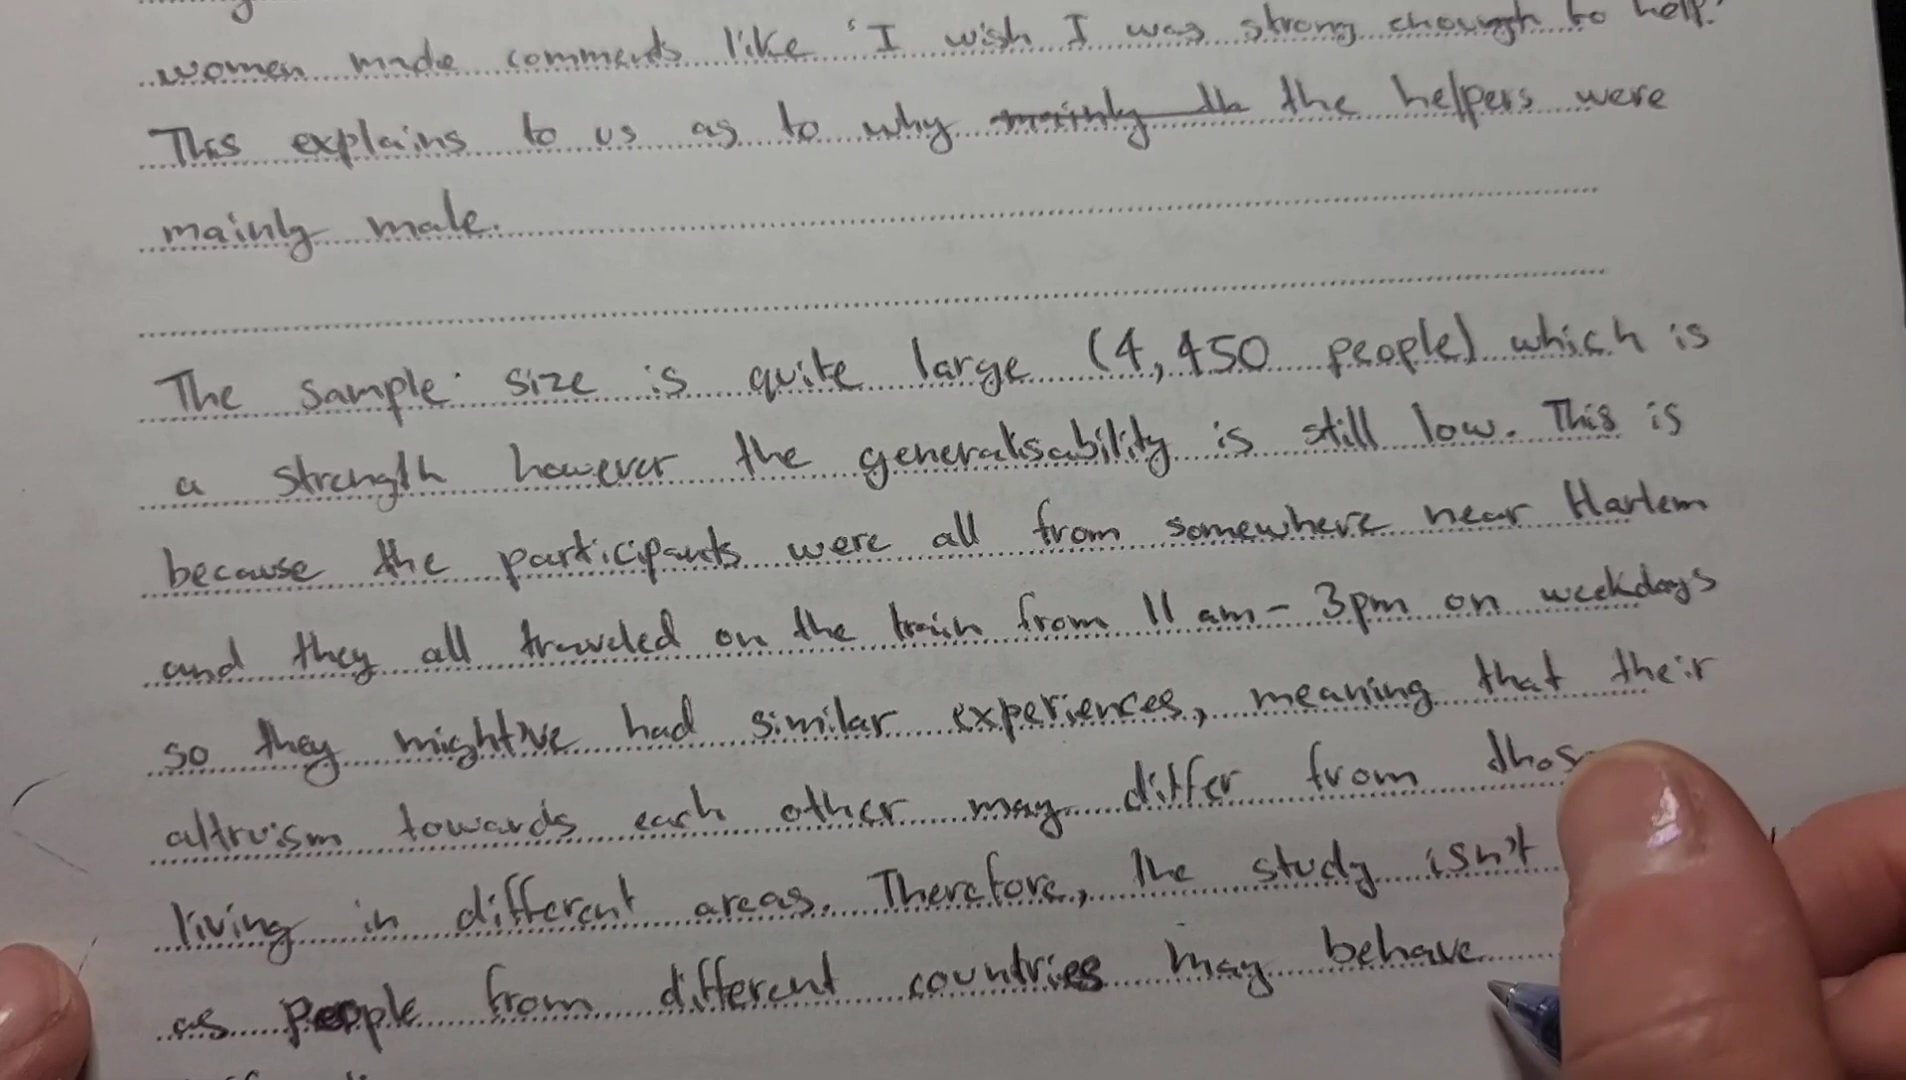 women made comments like 'I wish I was strong enough to help.'
This explains to us as to why mainly th the helpers were
mainly male.
The sample size is quite large (4,450 people) which is
a strength however the generalisability is still low. This is
because the participants were all from somewhere near Harlem
and they all traveled on the train from 11 am - 3pm on weekdays
so they might've had similar experiences, meaning that their
altruism towards each other may differ from
living in different areas. Therefore, the study isn't
as people from different countries may behave